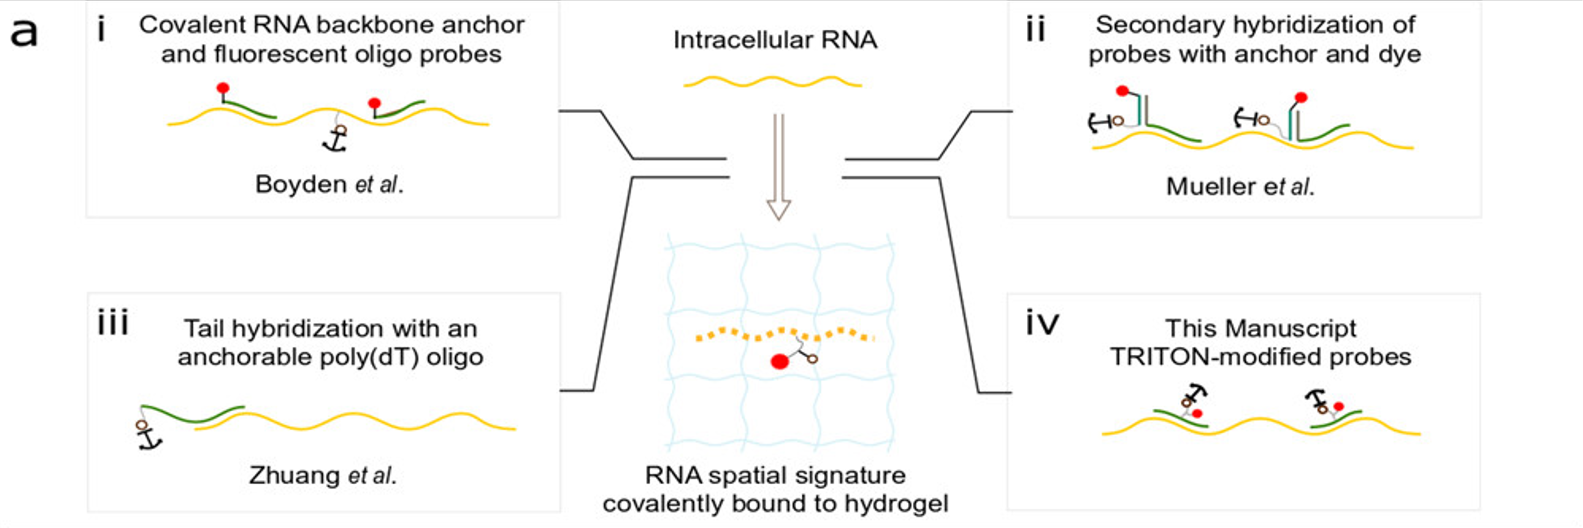 a
i
Covalent RNA backbone anchor
and fluorescent oligo probes
Boyden et al.
Intracellular RNA
ii
Secondary hybridization of
probes with anchor and dye
Mueller et al.
iii
Tail hybridization with an
anchorable poly(dT) oligo
Zhuang et al.
RNA spatial signature
covalently bound to hydrogel
iv
This Manuscript
TRITON-modified probes